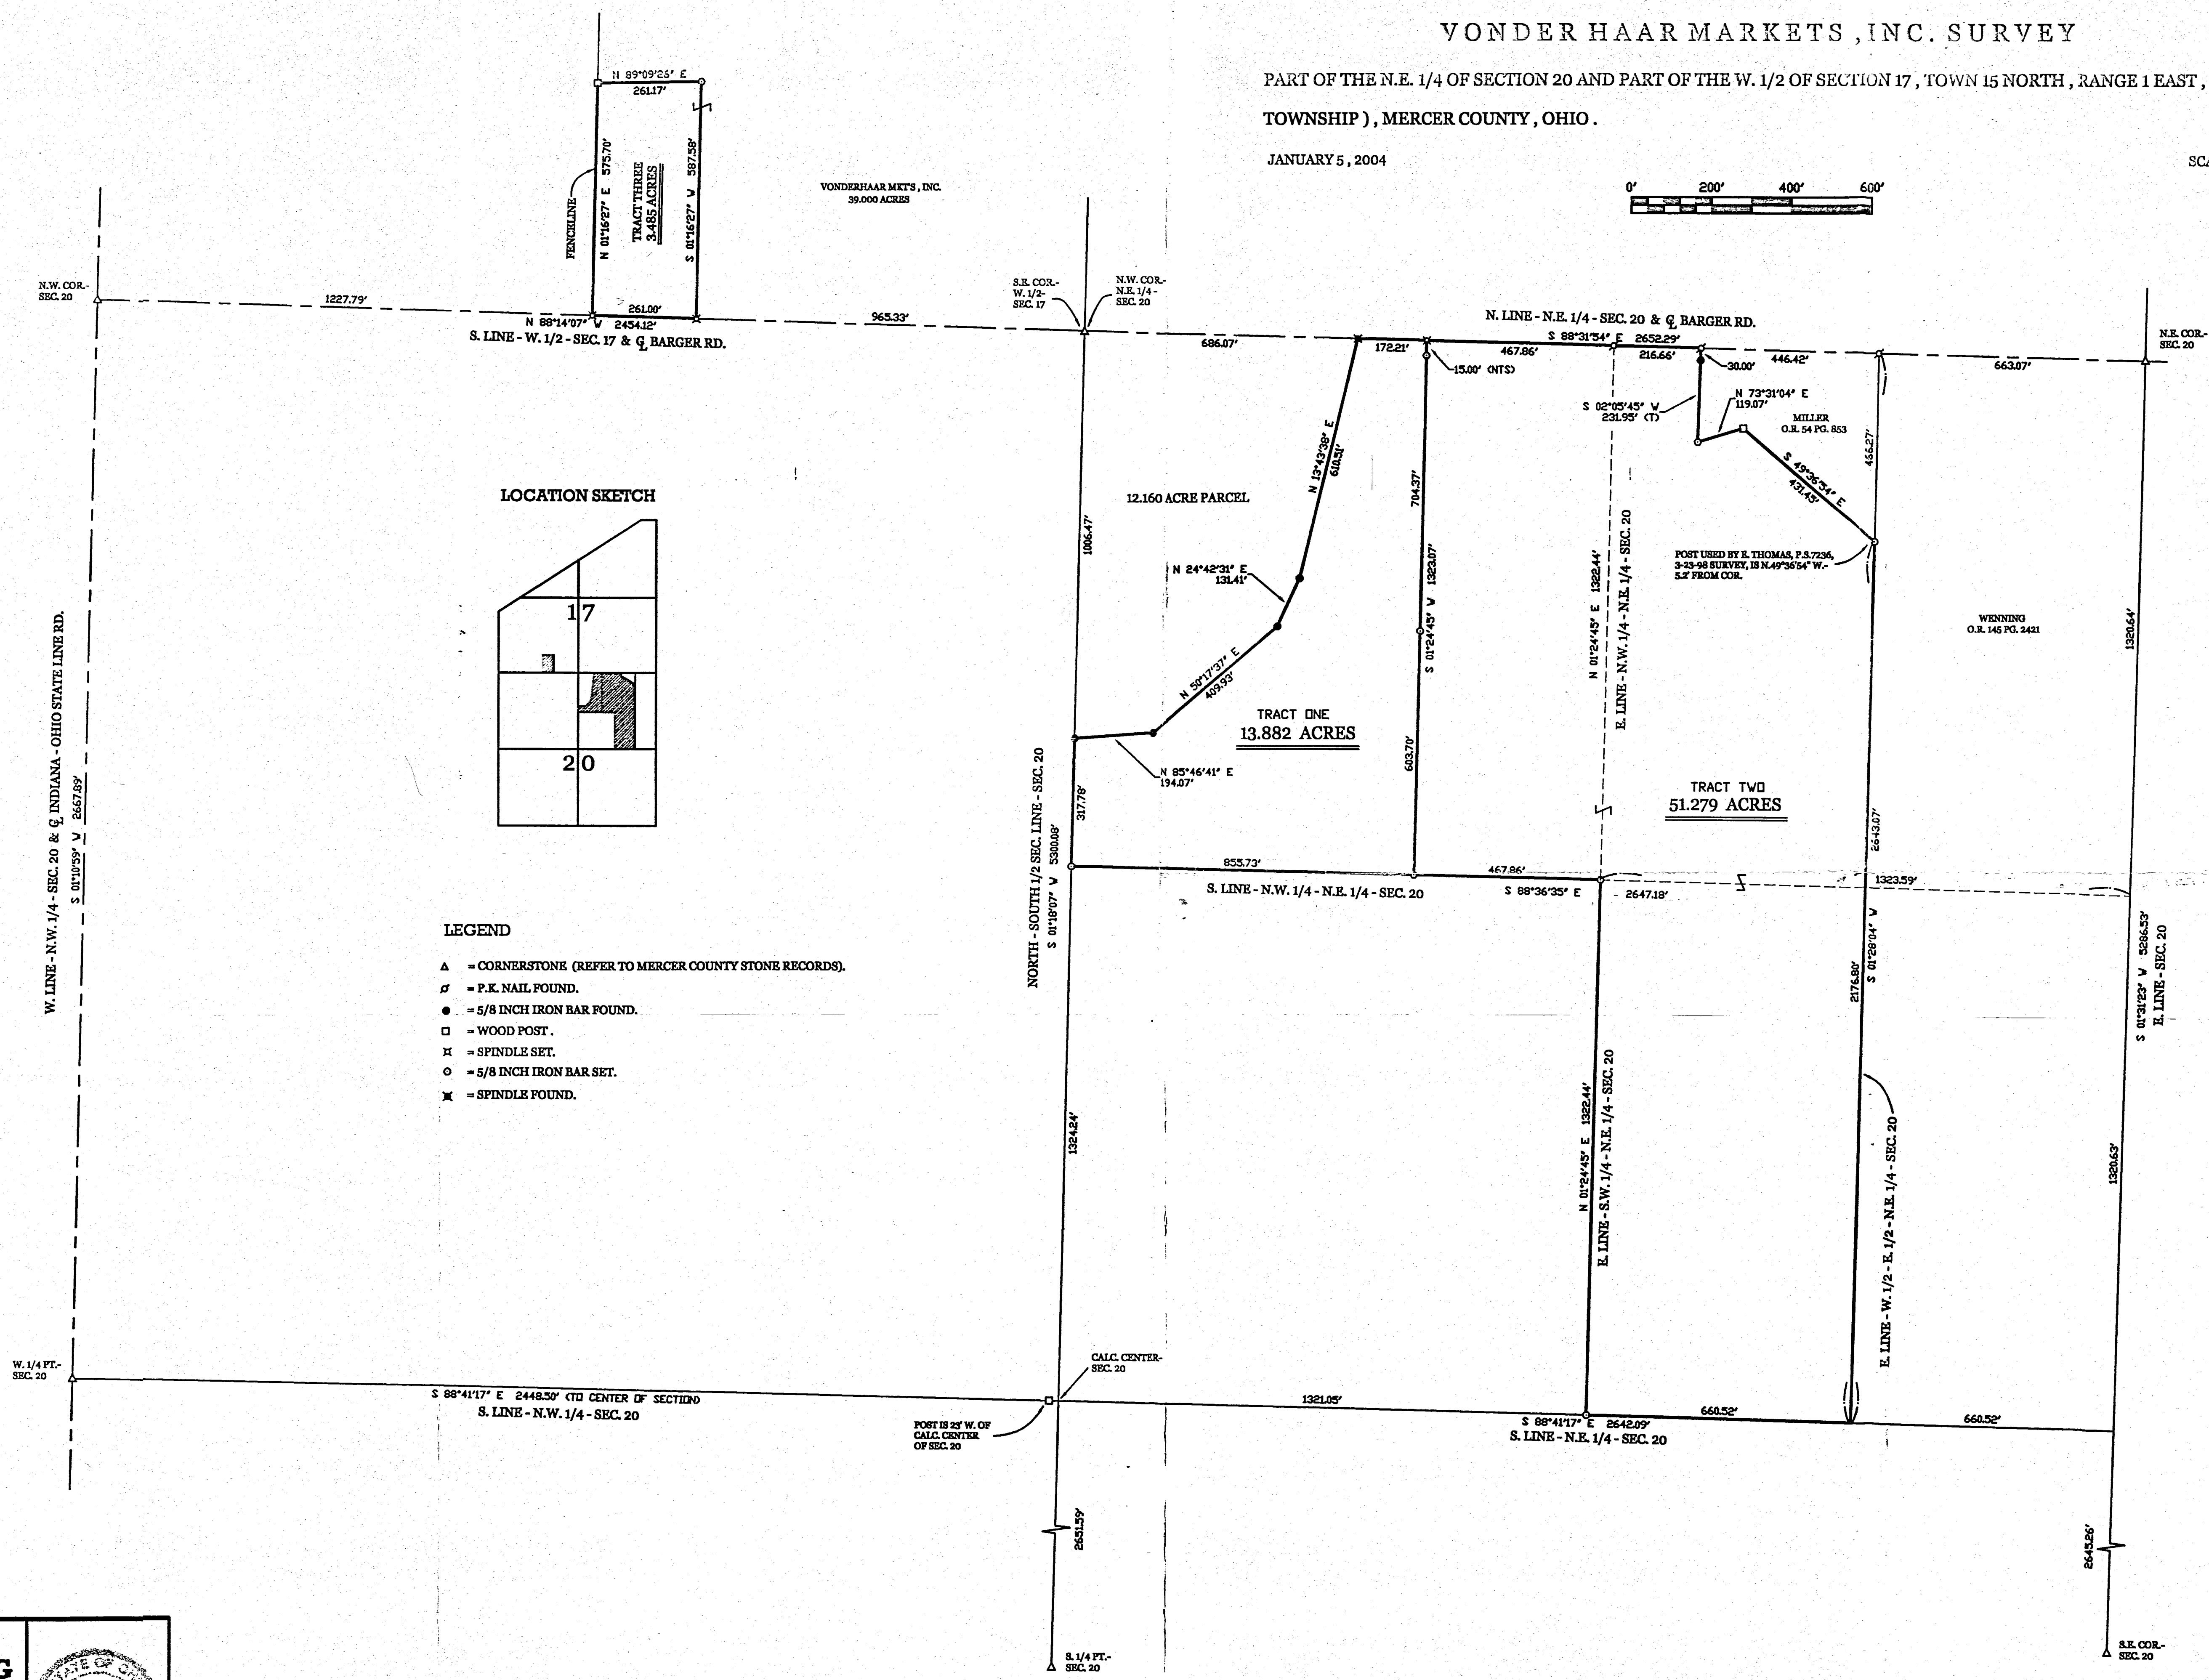 VONDER HAAR MARKETS , INC. SURVEY
PART OF THE N.E. 1/4 OF SECTION 20 AND PART OF THE W. 1/2 OF SECTION 17 , TOWN 15 NORTH , RANGE 1 EAST ,
TOWNSHIP ) , MERCER COUNTY , OHIO .
JANUARY 5 , 2004
0' 200' 400' 600'
N 89°09'26" E
261.17'
FENCELINE
N 01°16'27" E 575.70'
TRACT THREE
3.485 ACRES
S 01°16'27" W 587.58'
VONDERHAAR MKT'S , INC.
39.000 ACRES
N.W. COR.-
SEC. 20
1227.79'
261.00'
N 88°14'07" W 2454.12'
S. LINE - W. 1/2 - SEC. 17 & ℄ BARGER RD.
965.33'
S.E. COR.-
W. 1/2-
SEC. 17
N.W. COR.-
N.E. 1/4 -
SEC. 20
686.07'
172.21'
N. LINE - N.E. 1/4 - SEC. 20 & ℄ BARGER RD.
S 88°31'54" E 2652.29'
467.86'
216.66'
446.42'
663.07'
N.E. COR.-
SEC. 20
15.00' (NTS)
30.00'
S 02°05'45" W
231.95' (T)
N 73°31'04" E
119.07'
MILLER
O.R. 54 PG. 853
S 49°36'54" E
431.45'
466.27'
POST USED BY E. THOMAS, P.S.7236,
3-23-98 SURVEY, IS N.49°36'54" W.-
5.2' FROM COR.
WENNING
O.R. 145 PG. 2421
1320.64'
N 13°43'38" E
610.51'
12.160 ACRE PARCEL
1006.47'
N 24°42'31" E
131.41'
N 50°17'37" E
409.93'
N 85°46'41" E
194.07'
704.37'
S 01°24'45" W 1323.07'
603.70'
N 01°24'45" E 1322.44'
E. LINE - N.W. 1/4 - N.E. 1/4 - SEC. 20
TRACT ONE
13.882 ACRES
TRACT TWO
51.279 ACRES
2643.07'
LOCATION SKETCH
17
20
W. LINE - N.W. 1/4 - SEC. 20 & ℄ INDIANA - OHIO STATE LINE RD.
S 01°10'59" W 2667.89'
NORTH - SOUTH 1/2 SEC. LINE - SEC. 20
S 01°18'07" W 5300.08'
317.78'
855.73'
S. LINE - N.W. 1/4 - N.E. 1/4 - SEC. 20
467.86'
S 88°36'35" E
2647.18'
1323.59'
LEGEND
△ = CORNERSTONE (REFER TO MERCER COUNTY STONE RECORDS).
= P.K. NAIL FOUND.
● = 5/8 INCH IRON BAR FOUND.
□ = WOOD POST .
= SPINDLE SET.
○ = 5/8 INCH IRON BAR SET.
= SPINDLE FOUND.
1324.24'
N 01°24'45" E 1322.44'
E. LINE - S.W. 1/4 - N.E. 1/4 - SEC. 20
2176.80'
S 01°28'04" W
E. LINE - W. 1/2 - E. 1/2 - N.E. 1/4 - SEC. 20
S 01°31'23" W 5286.53'
E. LINE - SEC. 20
1320.63'
W. 1/4 PT.-
SEC. 20
S 88°41'17" E 2448.50' (TO CENTER OF SECTION)
S. LINE - N.W. 1/4 - SEC. 20
CALC. CENTER-
SEC. 20
POST IS 23' W. OF
CALC. CENTER
OF SEC. 20
1321.05'
S 88°41'17" E 2642.09'
S. LINE - N.E. 1/4 - SEC. 20
660.52'
660.52'
2651.59'
2645.26'
S. 1/4 PT.-
SEC. 20
S.E. COR.-
SEC. 20